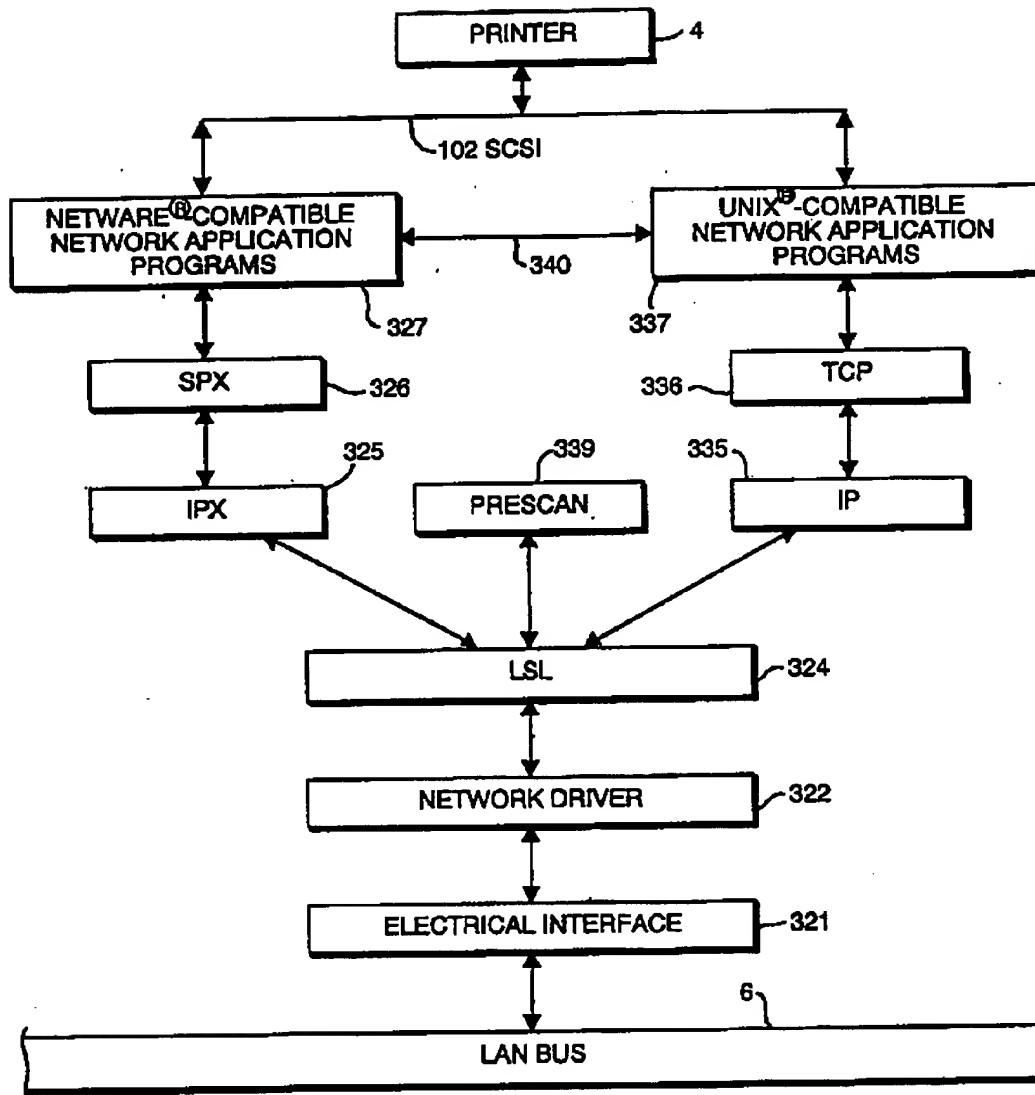 PRINTER
4
102 SCSI
NETWARE®-COMPATIBLE
NETWORK APPLICATION
PROGRAMS
327
340
UNIX®-COMPATIBLE
NETWORK APPLICATION
PROGRAMS
337
SPX
326
TCP
336
325
IPX
339
PRESCAN
335
IP
LSL
324
NETWORK DRIVER
322
ELECTRICAL INTERFACE
321
6
LAN BUS